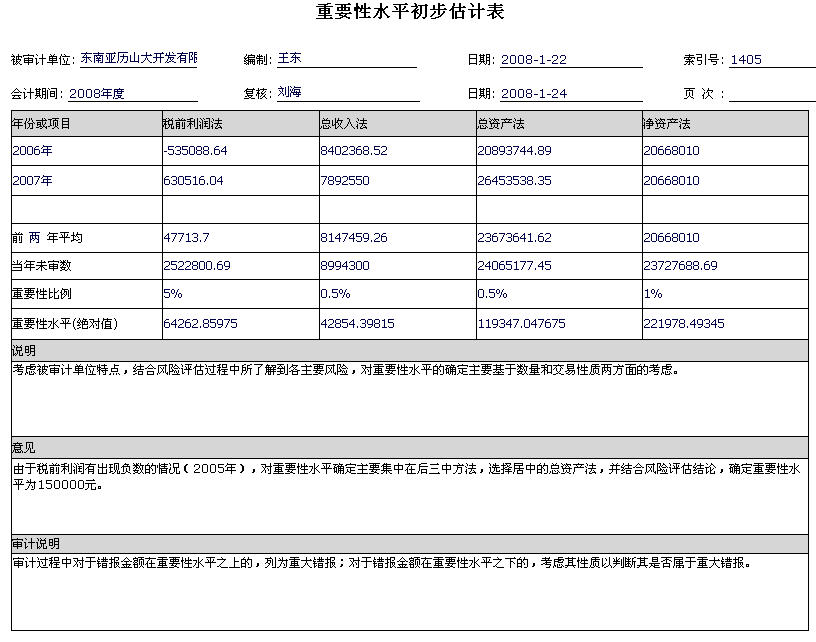 重要性水平初步估计表
被审计单位: 东南亚历山大开发有限 编制: 王东 日期: 2008-1-22 索引号: 1405
会计期间: 2008年度 复核: 刘海 日期: 2008-1-24 页 次 :
年份或项目 税前利润法 总收入法 总资产法 净资产法
2006年 -535088.64 8402368.52 20893744.89 20668010
2007年 630516.04 7892550 26453538.35 20668010
前 两 年平均 47713.7 8147459.26 23673641.62 20668010
当年未审数 2522800.69 8994300 24065177.45 23727688.69
重要性比例 5% 0.5% 0.5% 1%
重要性水平(绝对值) 64262.85975 42854.39815 119347.047675 221978.49345
说明
考虑被审计单位特点，结合风险评估过程中所了解到各主要风险，对重要性水平的确定主要基于数量和交易性质两方面的考虑。
意见
由于税前利润有出现负数的情况（2005年），对重要性水平确定主要集中在后三中方法，选择居中的总资产法，并结合风险评估结论，确定重要性水
平为150000元。
审计说明
审计过程中对于错报金额在重要性水平之上的，列为重大错报；对于错报金额在重要性水平之下的，考虑其性质以判断其是否属于重大错报。